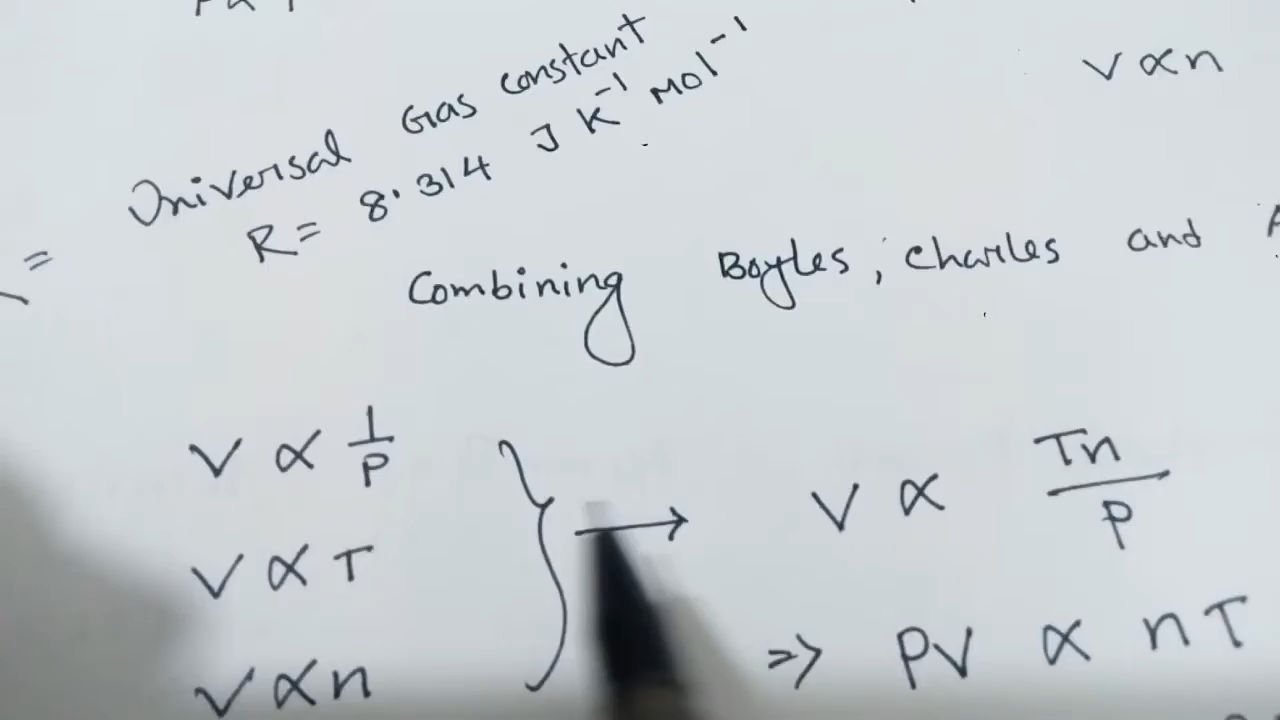 Universal Gas constant
R = 8.314 J K⁻¹ Mol⁻¹
V ∝ n
=
Combining Boyles, Charles and
V ∝ 1/P
V ∝ T
V ∝ n
→ V ∝ Tn/P
⇒ PV ∝ nT